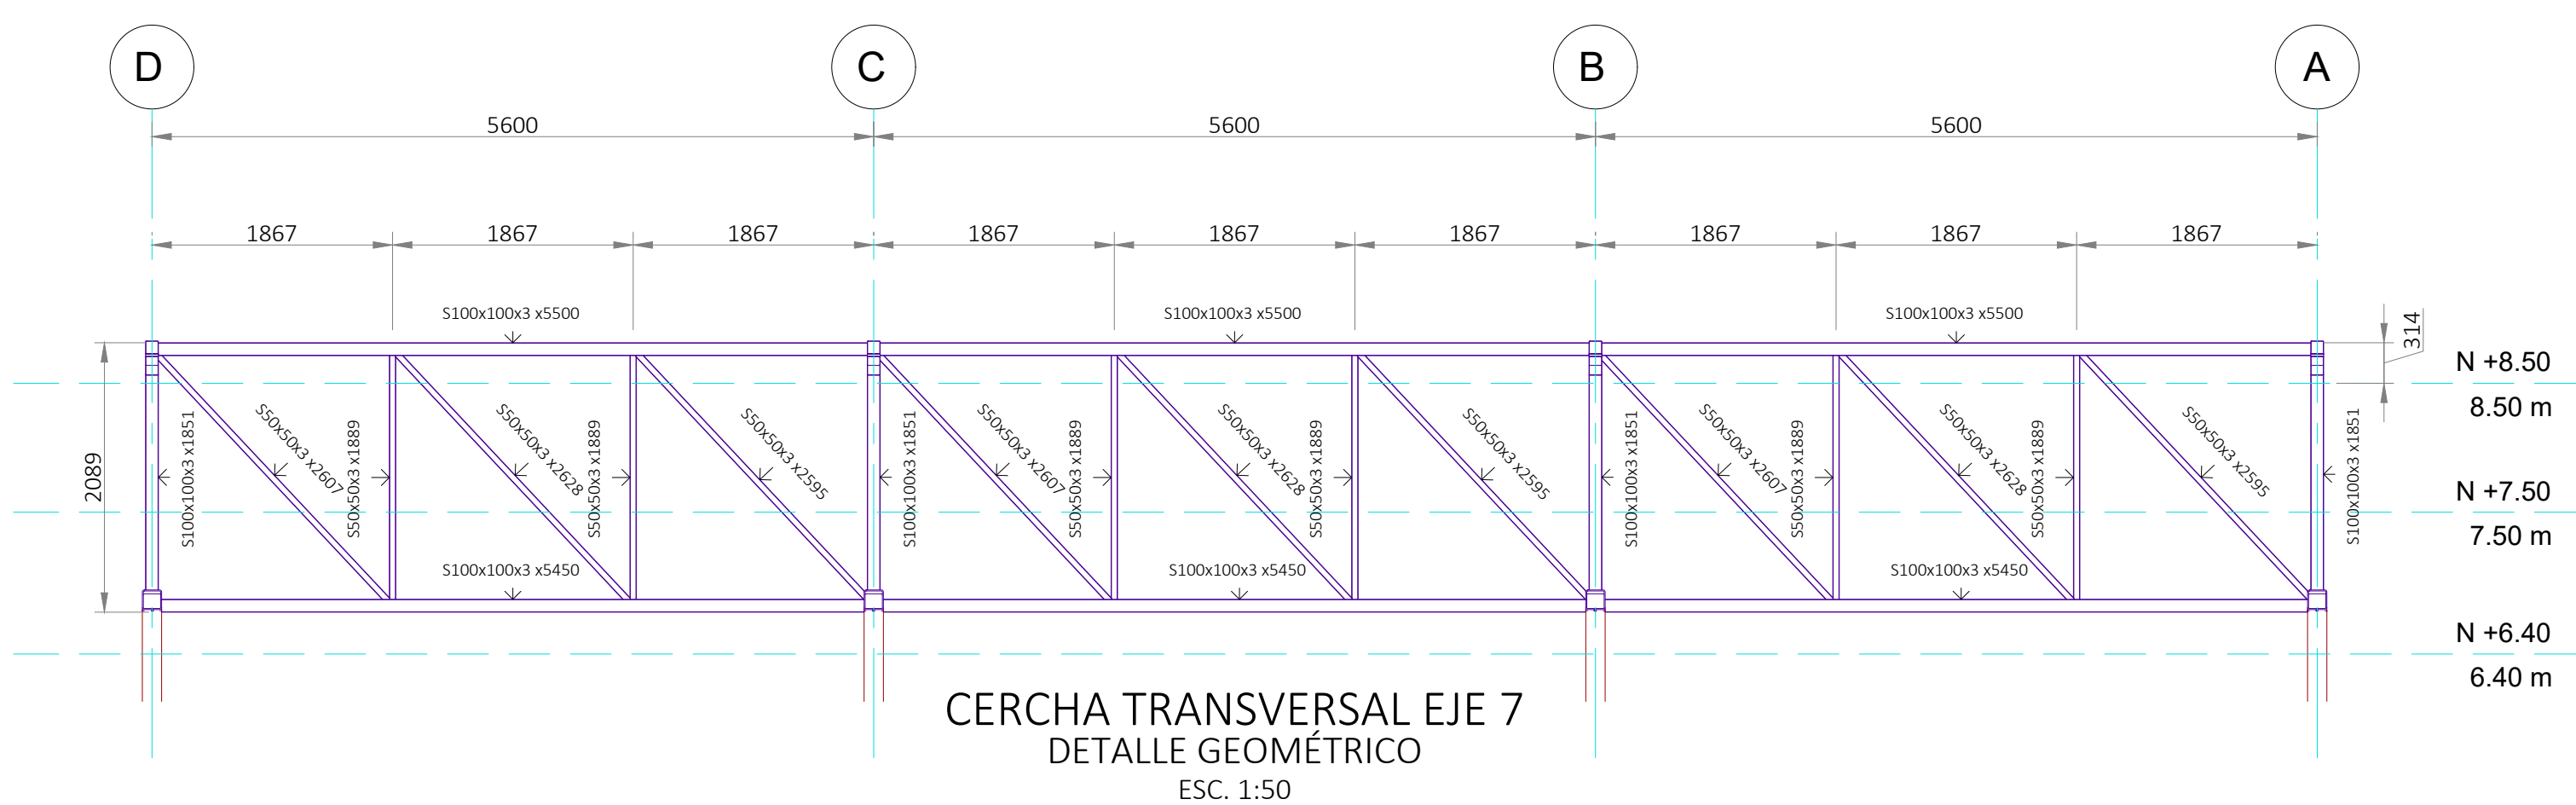 D C B A
5600 5600 5600
1867 1867 1867 1867 1867 1867 1867 1867 1867
S100x100x3 x5500 S100x100x3 x5500 S100x100x3 x5500
314
N +8.50
8.50 m
2089
S100x100x3 x1851
S50x50x3 x2607
S50x50x3 x1889
S50x50x3 x2628
S50x50x3 x1889
S50x50x3 x2595
S100x100x3 x1851
S50x50x3 x2607
S50x50x3 x1889
S50x50x3 x2628
S50x50x3 x1889
S50x50x3 x2595
S100x100x3 x1851
S50x50x3 x2607
S50x50x3 x1889
S50x50x3 x2628
S50x50x3 x1889
S50x50x3 x2595
S100x100x3 x1851
N +7.50
7.50 m
S100x100x3 x5450 S100x100x3 x5450 S100x100x3 x5450
N +6.40
6.40 m
CERCHA TRANSVERSAL EJE 7
DETALLE GEOMÉTRICO
ESC. 1:50